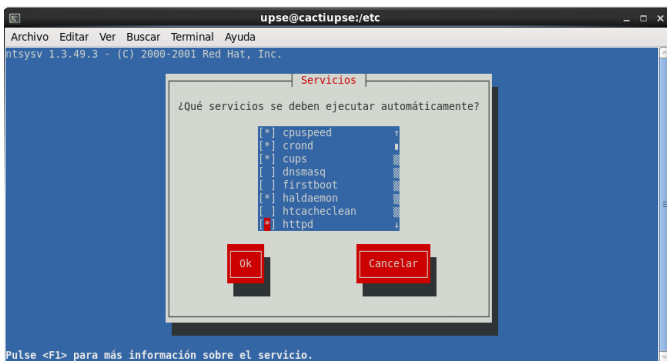 upse@cactiupse:/etc
Archivo Editar Ver Buscar Terminal Ayuda
ntsysv 1.3.49.3 - (C) 2000-2001 Red Hat, Inc.
Servicios
¿Qué servicios se deben ejecutar automáticamente?
[*] cpuspeed
[*] crond
[*] cups
[ ] dnsmasq
[ ] firstboot
[*] haldaemon
[ ] htcacheclean
[*] httpd
Ok Cancelar
Pulse <F1> para más información sobre el servicio.